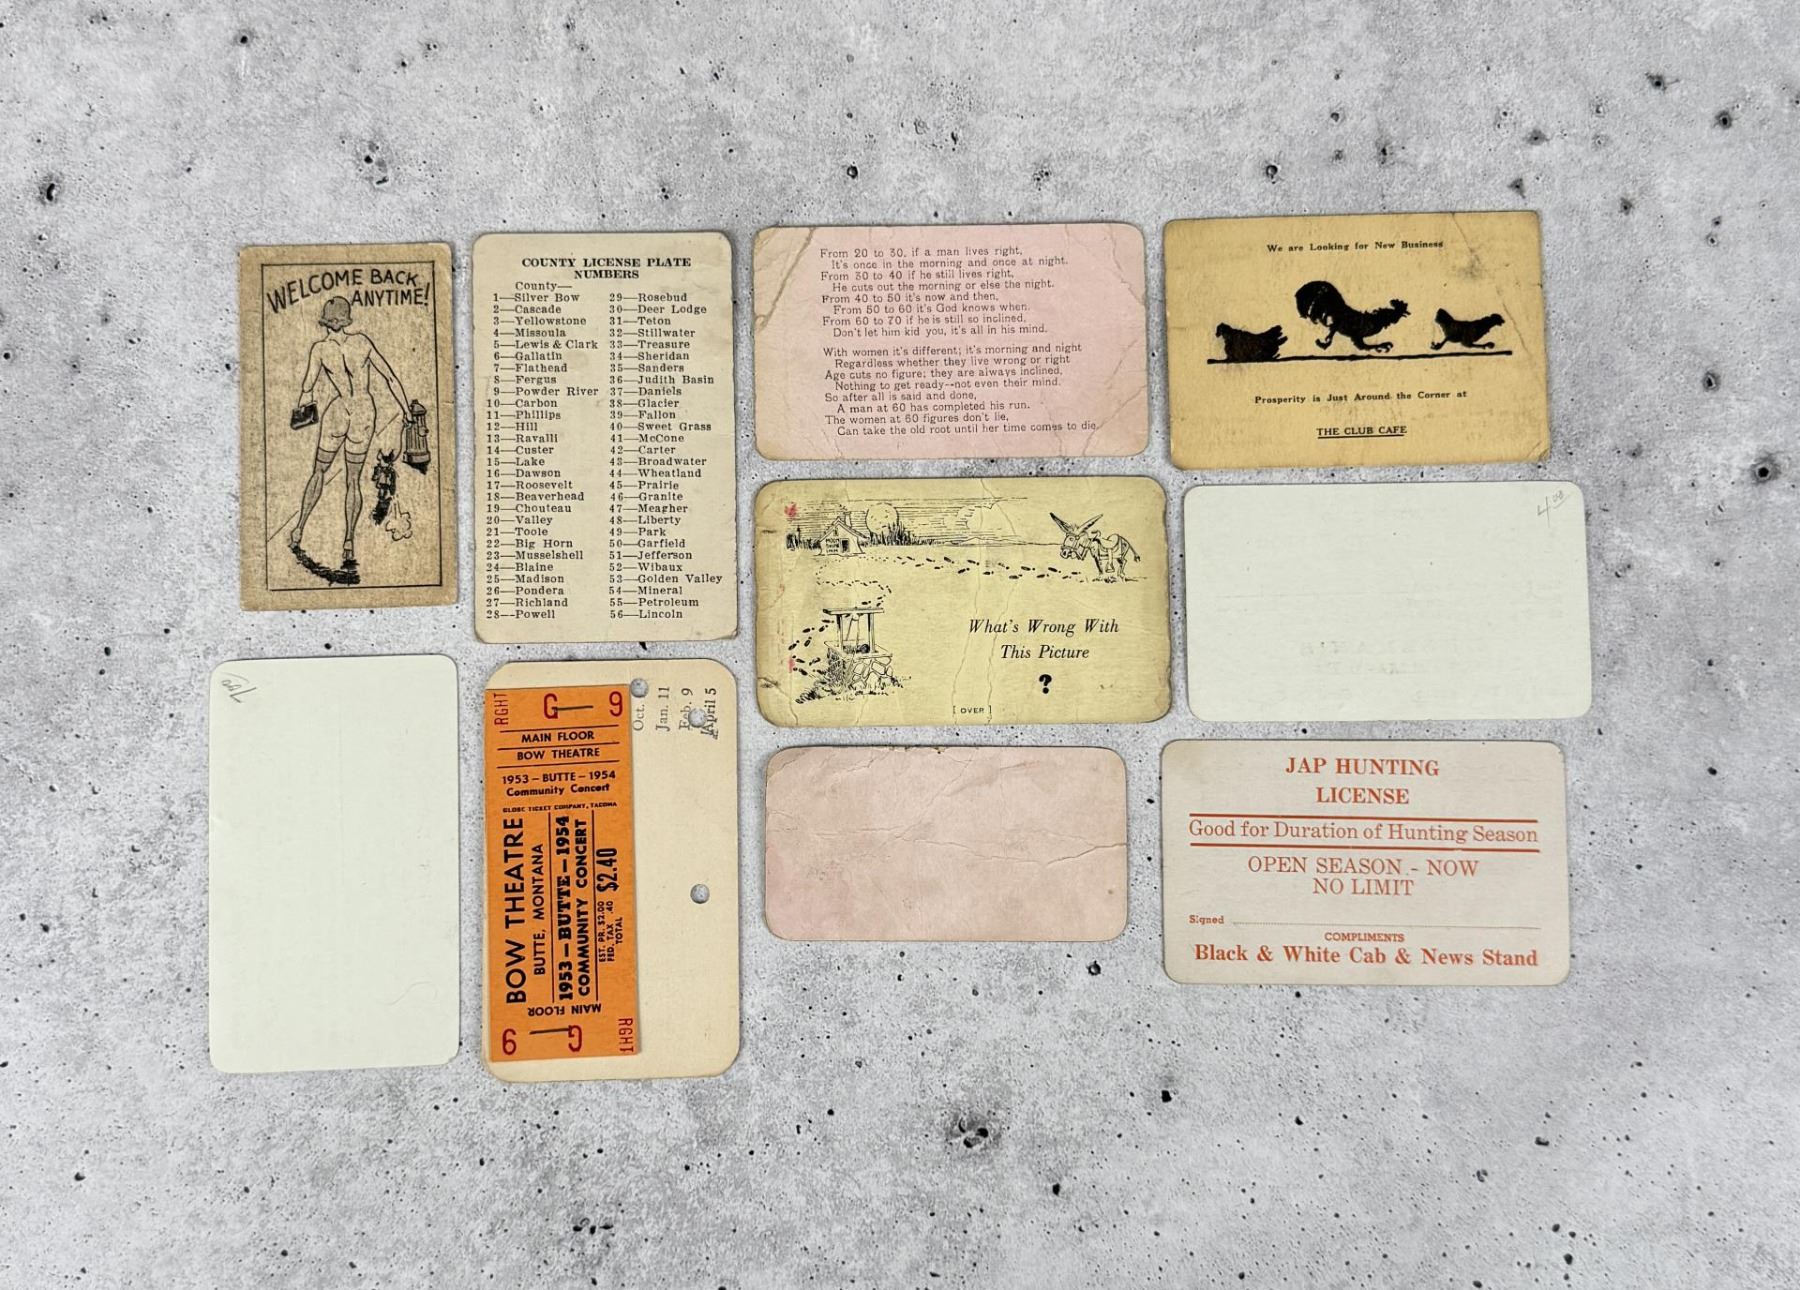 WELCOME BACK
ANYTIME!
COUNTY LICENSE PLATE
NUMBERS
County—
1—Silver Bow
2—Cascade
3—Yellowstone
4—Missoula
5—Lewis & Clark
6—Gallatin
7—Flathead
8—Fergus
9—Powder River
10—Carbon
11—Phillips
12—Hill
13—Ravalli
14—Custer
15—Lake
16—Dawson
17—Roosevelt
18—Beaverhead
19—Chouteau
20—Valley
21—Toole
22—Big Horn
23—Musselshell
24—Blaine
25—Madison
26—Pondera
27—Richland
28--Powell
29—Rosebud
30—Deer Lodge
31—Teton
32—Stillwater
33—Treasure
34—Sheridan
35—Sanders
36—Judith Basin
37—Daniels
38—Glacier
39—Fallon
40—Sweet Grass
41—McCone
42—Carter
43—Broadwater
44—Wheatland
45—Prairie
46—Granite
47—Meagher
48—Liberty
49—Park
50—Garfield
51—Jefferson
52—Wibaux
53—Golden Valley
54—Mineral
55—Petroleum
56—Lincoln
From 20 to 30, if a man lives right,
It's once in the morning and once at night.
From 30 to 40 if he still lives right,
He cuts out the morning or else the night.
From 40 to 50 it's now and then,
From 50 to 60 it's God knows when.
From 60 to 70 if he is still so inclined,
Don't let him kid you, it's all in his mind.
With women it's different; it's morning and night
Regardless whether they live wrong or right
Age cuts no figure; they are always inclined,
Nothing to get ready--not even their mind.
So after all is said and done,
A man at 60 has completed his run.
The women at 60 figures don't lie,
Can take the old root until her time comes to die.
We are Looking for New Business
Prosperity is Just Around the Corner at
THE CLUB CAFE
What's Wrong With
This Picture
?
[ OVER ]
4.00
7.00
RGHT
G 9
MAIN FLOOR
BOW THEATRE
1953 – BUTTE – 1954
Community Concert
GLOBE TICKET COMPANY, TACOMA
BOW THEATRE
BUTTE, MONTANA
1953—BUTTE—1954
COMMUNITY CONCERT
EST. PR. $2.00
FED. TAX .40
TOTAL
$2.40
MAIN FLOOR
G 9
RGHT
Oct.
Jan. 11
Feb. 9
April 5
JAP HUNTING
LICENSE
Good for Duration of Hunting Season
OPEN SEASON - NOW
NO LIMIT
Signed
COMPLIMENTS
Black & White Cab & News Stand